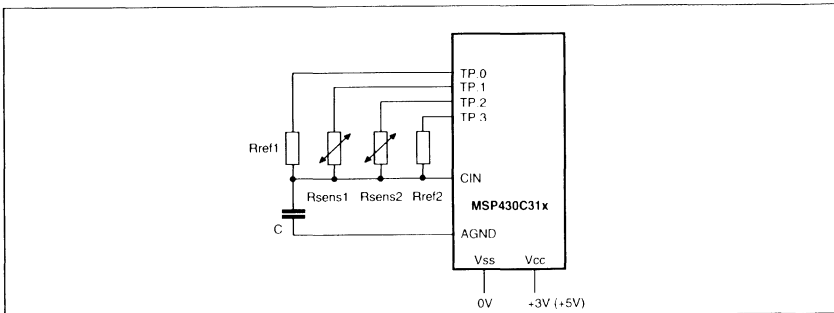 TP.0
TP.1
TP.2
TP.3
Rref1
CIN
Rsens1 Rsens2 Rref2
MSP430C31x
C
AGND
Vss Vcc
0V +3V (+5V)